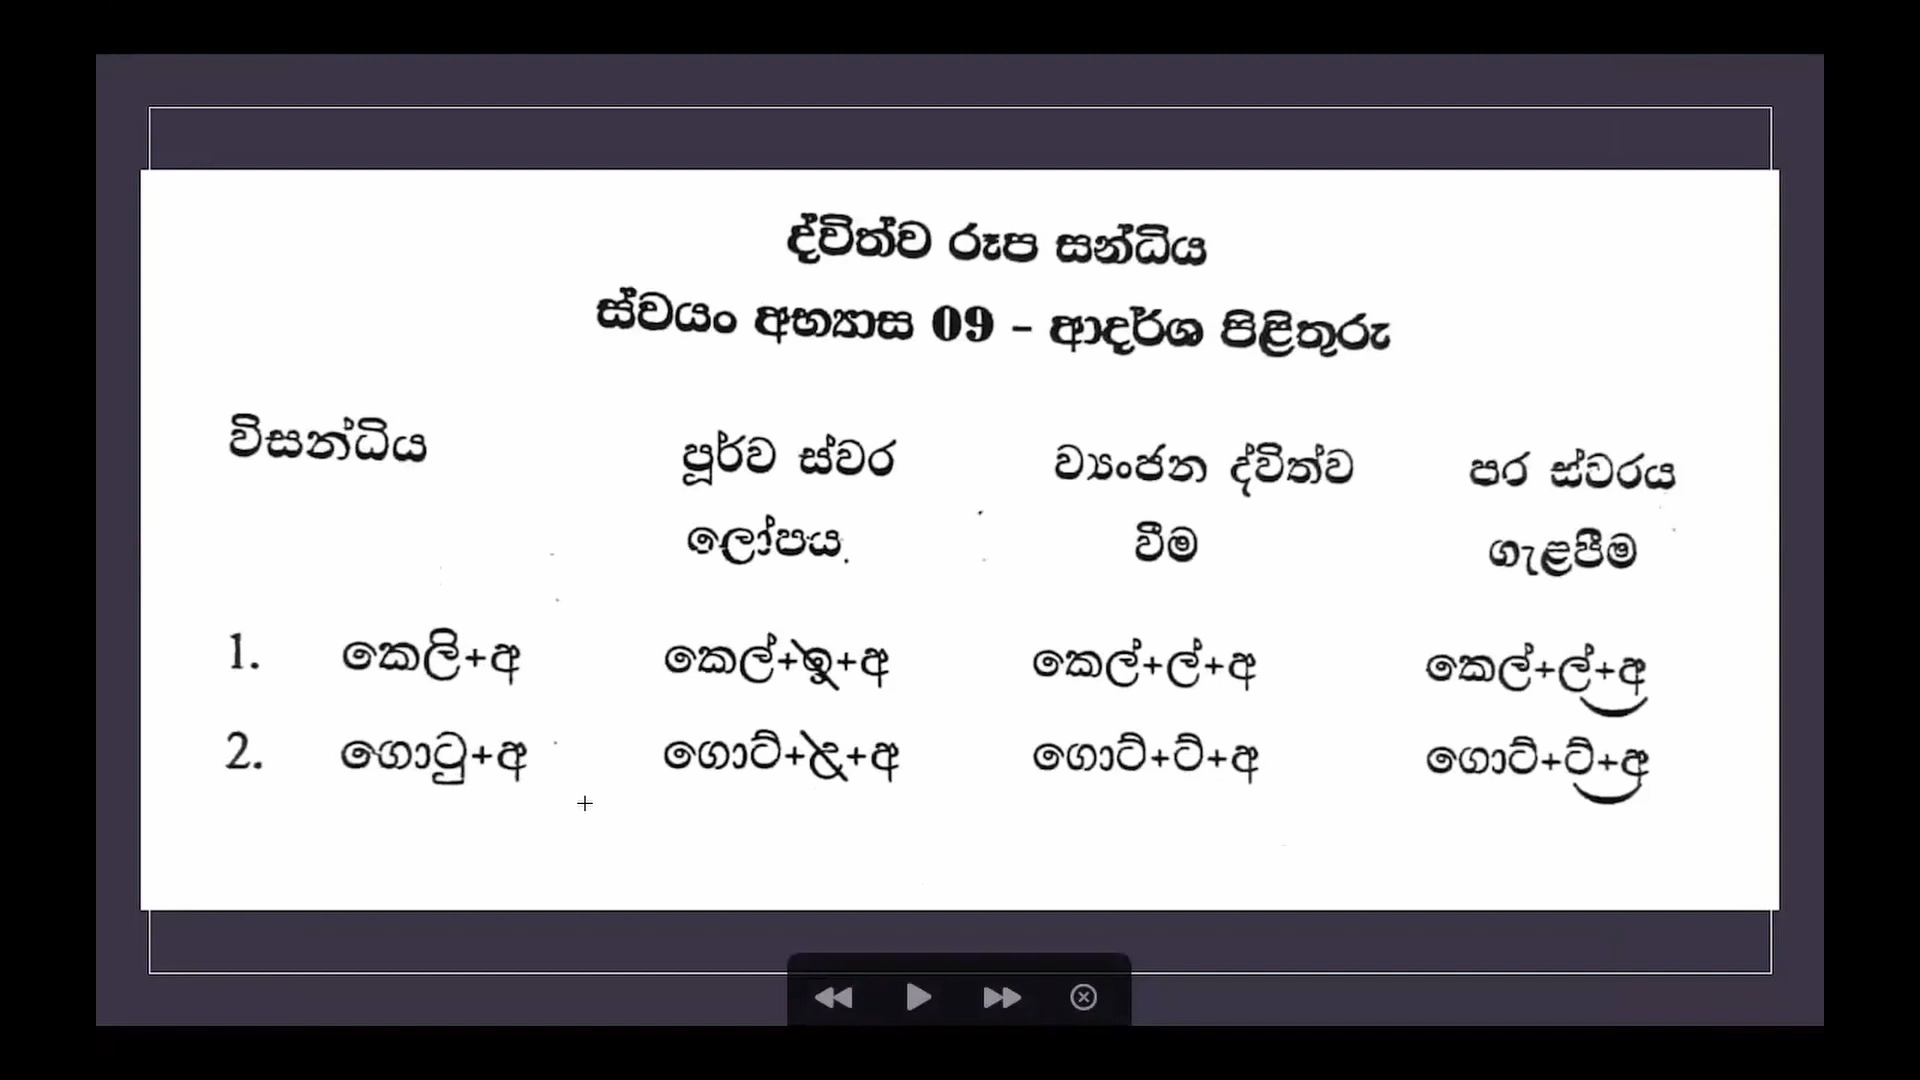 ද්විත්ව රූප සන්ධිය
ස්වයං අභ්‍යාස 09 - ආදර්ශ පිළිතුරු
විසන්ධිය පූර්ව ස්වර ව්‍යංජන ද්විත්ව පර ස්වරය
ලෝපය. වීම ගැළපීම
1. කෙලි+අ කෙල්+ඉ+අ කෙල්+ල්+අ කෙල්+ල්+අ
2. ගොටු+අ ගොට්+උ+අ ගොට්+ට්+අ ගොට්+ට්+අ